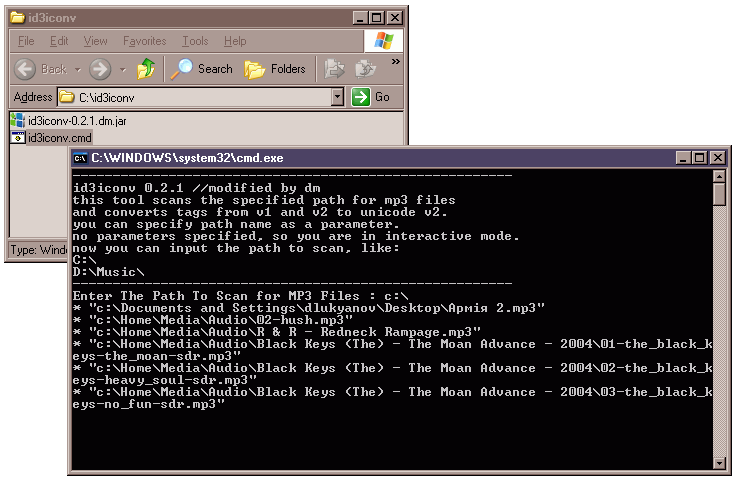 id3iconv
File Edit View Favorites Tools Help
Back Search Folders »
Address C:\id3iconv Go
id3iconv-0.2.1.dm.jar
id3iconv.cmd
Type: Windo
C:\WINDOWS\system32\cmd.exe
-------------------------------------------------------
id3iconv 0.2.1 //modified by dm
this tool scans the specified path for mp3 files
and converts tags from v1 and v2 to unicode v2.
you can specify path name as a parameter.
no parameters specified, so you are in interactive mode.
now you can input the path to scan, like:
C:\
D:\Music\
-------------------------------------------------------
Enter The Path To Scan for MP3 Files : c:\
* "c:\Documents and Settings\dlukyanov\Desktop\Армія 2.mp3"
* "c:\Home\Media\Audio\02-hush.mp3"
* "c:\Home\Media\Audio\R & R - Redneck Rampage.mp3"
* "c:\Home\Media\Audio\Black Keys (The) - The Moan Advance - 2004\01-the_black_k
eys-the_moan-sdr.mp3"
* "c:\Home\Media\Audio\Black Keys (The) - The Moan Advance - 2004\02-the_black_k
eys-heavy_soul-sdr.mp3"
* "c:\Home\Media\Audio\Black Keys (The) - The Moan Advance - 2004\03-the_black_k
eys-no_fun-sdr.mp3"